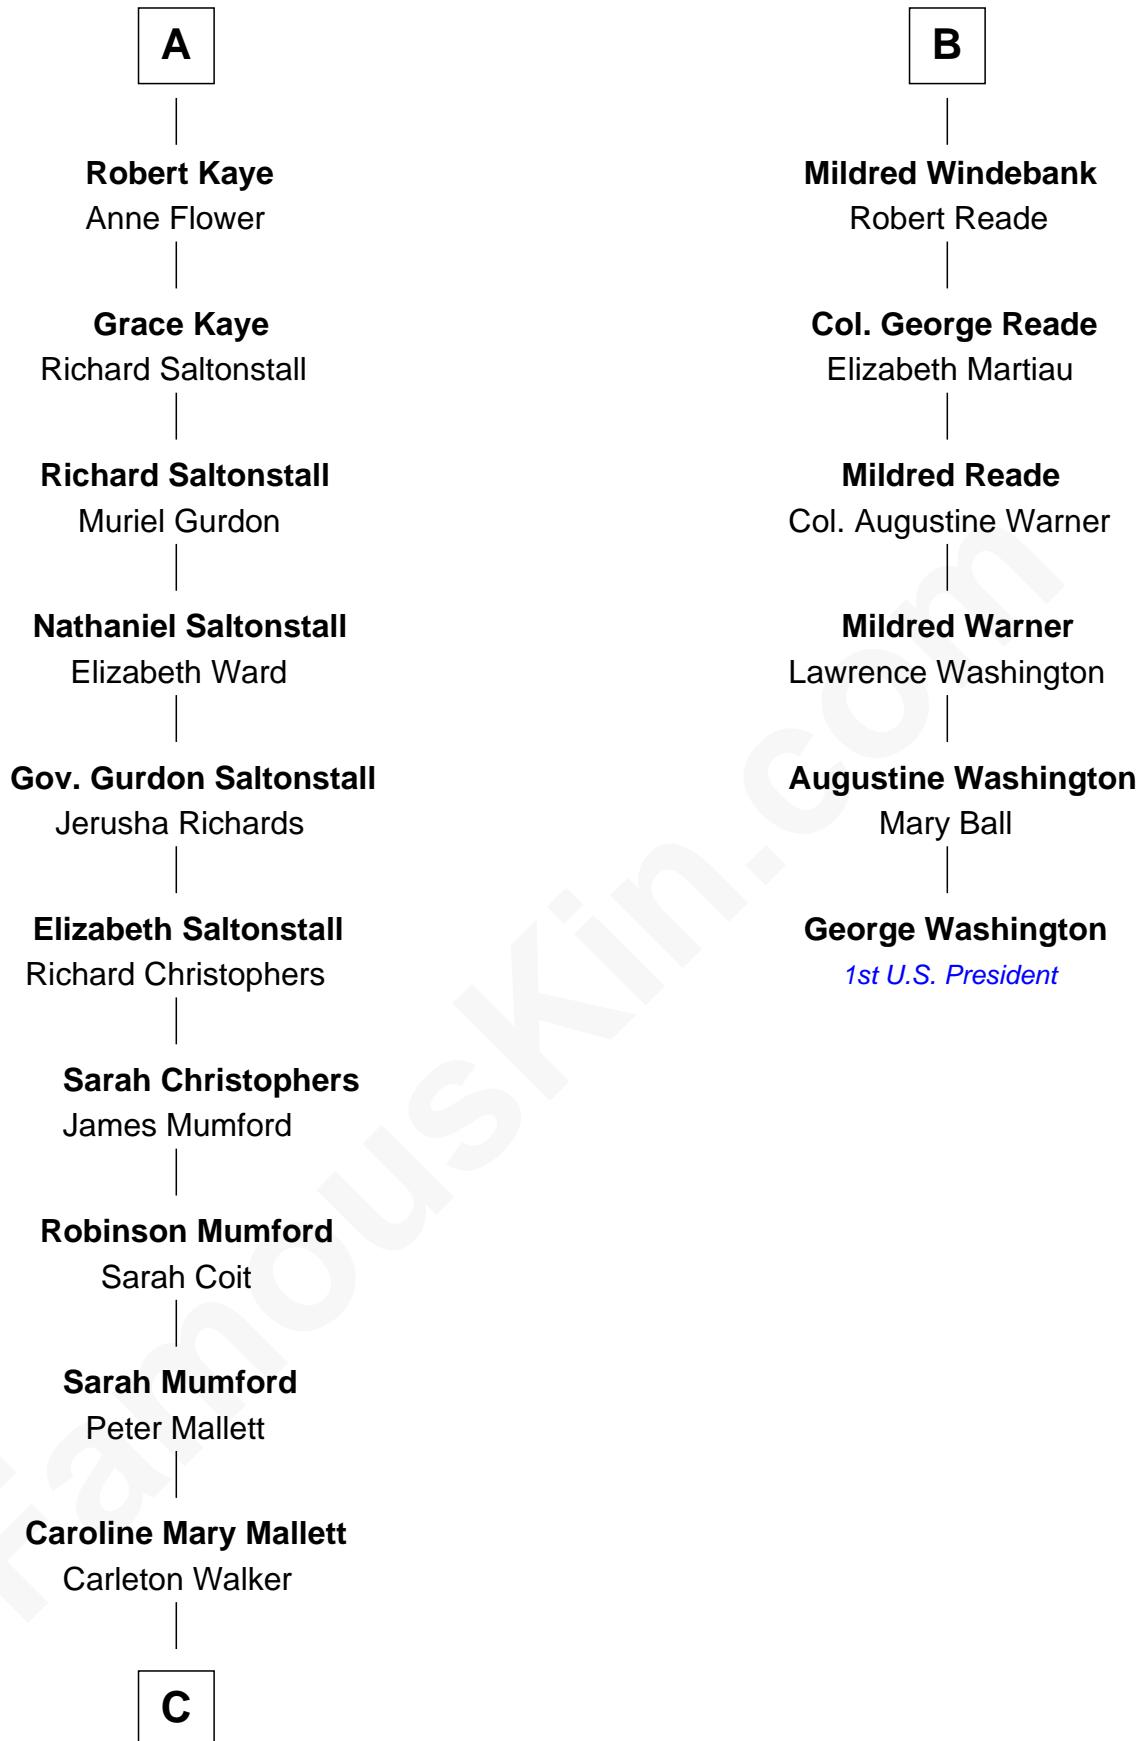 A
Robert Kaye
Anne Flower
Grace Kaye
Richard Saltonstall
Richard Saltonstall
Muriel Gurdon
Nathaniel Saltonstall
Elizabeth Ward
Gov. Gurdon Saltonstall
Jerusha Richards
Elizabeth Saltonstall
Richard Christophers
Sarah Christophers
James Mumford
Robinson Mumford
Sarah Coit
Sarah Mumford
Peter Mallett
Caroline Mary Mallett
Carleton Walker
C
B
Mildred Windebank
Robert Reade
Col. George Reade
Elizabeth Martiau
Mildred Reade
Col. Augustine Warner
Mildred Warner
Lawrence Washington
Augustine Washington
Mary Ball
George Washington
1st U.S. President
FamousKin.com